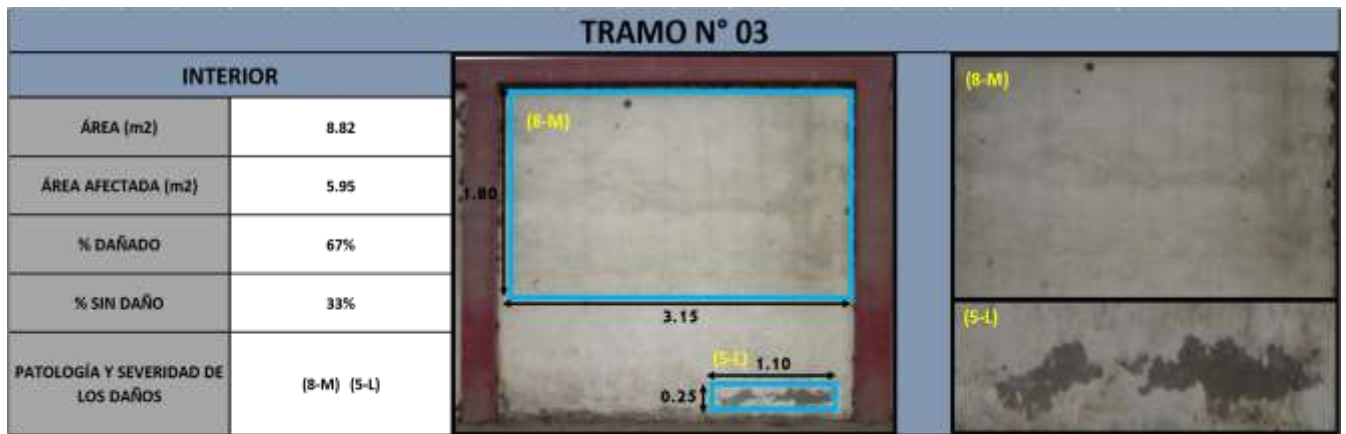 TRAMO N° 03
INTERIOR
ÁREA (m2)
8.82
ÁREA AFECTADA (m2)
5.95
% DAÑADO
67%
% SIN DAÑO
33%
PATOLOGÍA Y SEVERIDAD DE
LOS DAÑOS
(8-M) (5-L)
(8-M)
1.80
3.15
(5-L)
1.10
0.25
(8-M)
(5-L)